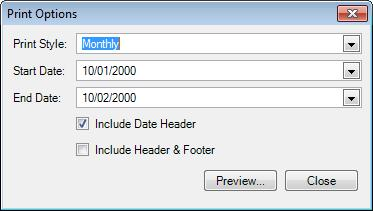 Print Options
Print Style: Monthly
Start Date: 10/01/2000
End Date: 10/02/2000
Include Date Header
Include Header & Footer
Preview... Close